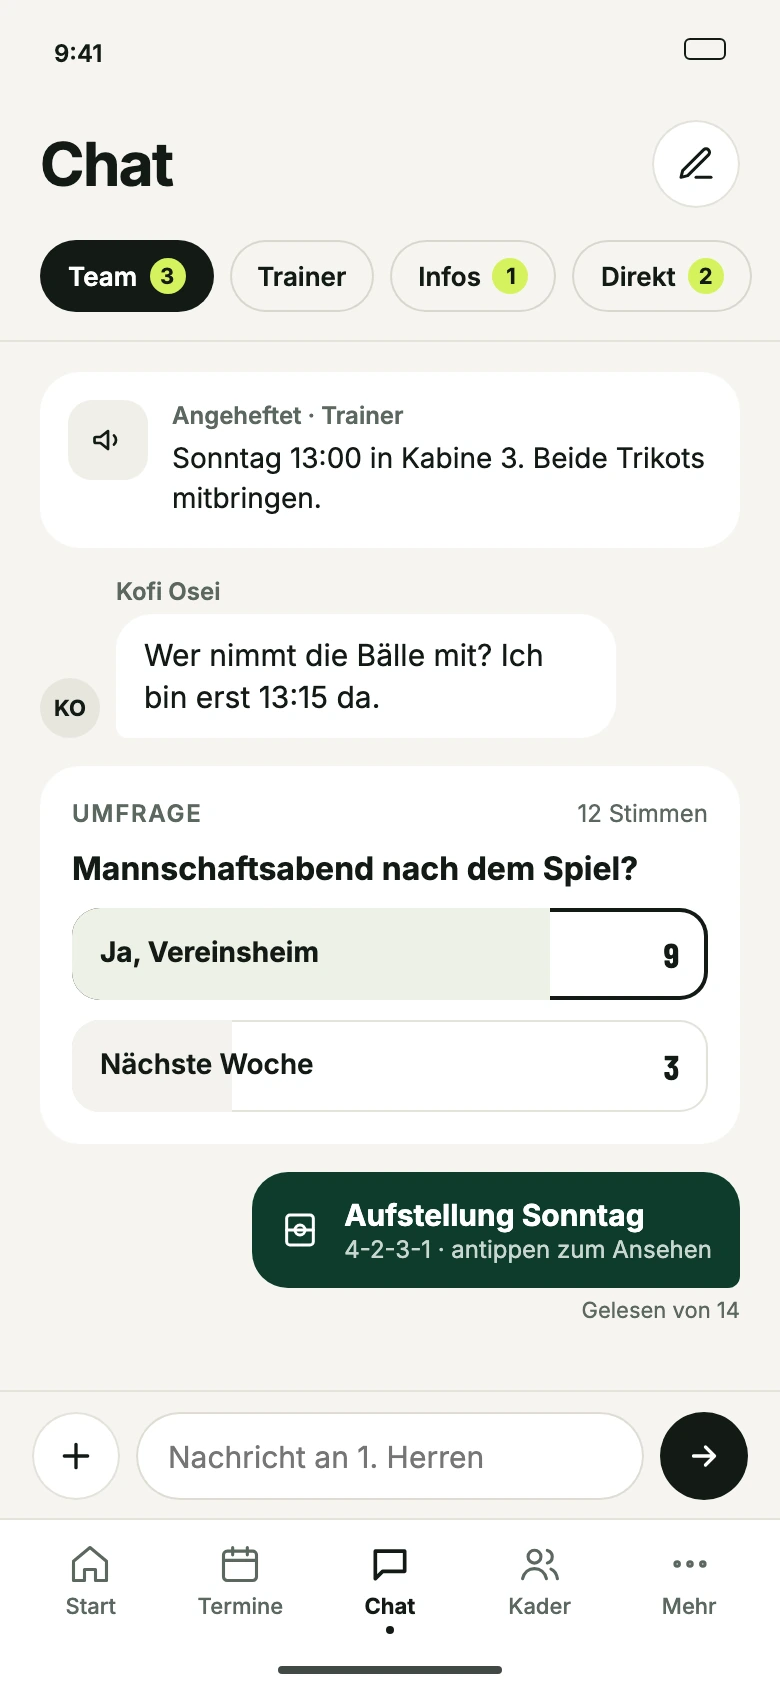 9:41
Chat
Team 3
Trainer
Infos 1
Direkt 2
Angeheftet · Trainer
Sonntag 13:00 in Kabine 3. Beide Trikots
mitbringen.
Kofi Osei
Wer nimmt die Bälle mit? Ich
bin erst 13:15 da.
KO
UMFRAGE
12 Stimmen
Mannschaftsabend nach dem Spiel?
Ja, Vereinsheim 9
Nächste Woche 3
Aufstellung Sonntag
4-2-3-1 · antippen zum Ansehen
Gelesen von 14
Nachricht an 1. Herren
Start
Termine
Chat
Kader
Mehr